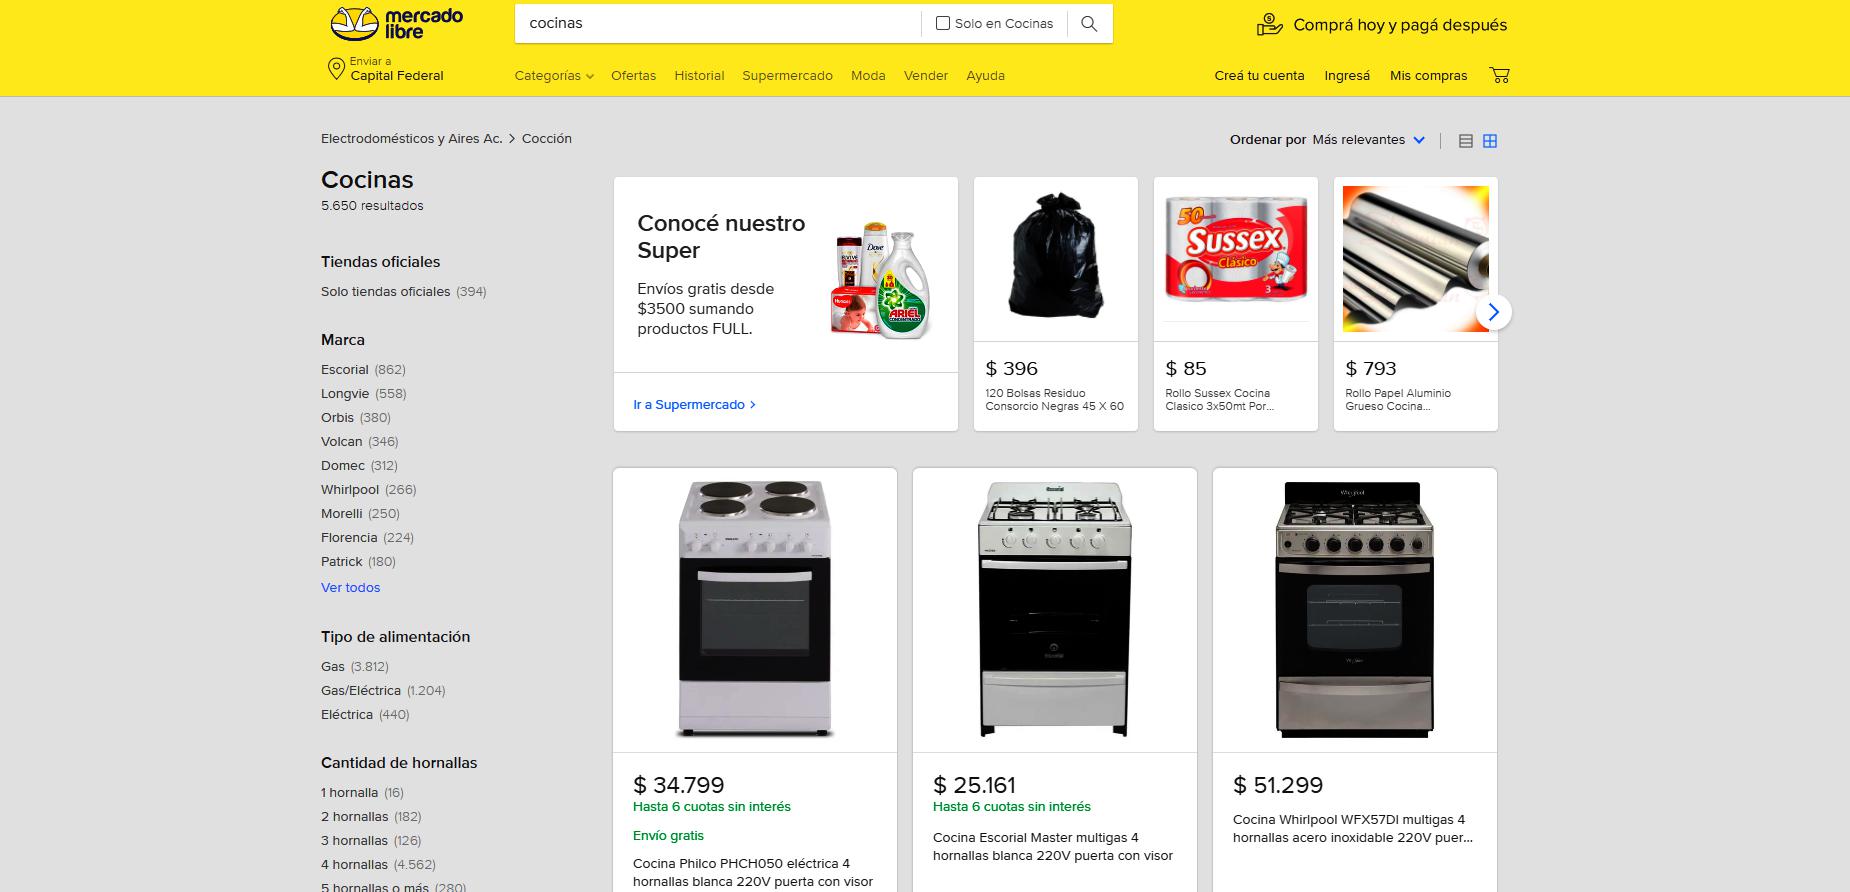 mercado
libre
cocinas
Solo en Cocinas
Comprá hoy y pagá después
Enviar a
Capital Federal
Categorías
Ofertas
Historial
Supermercado
Moda
Vender
Ayuda
Creá tu cuenta
Ingresá
Mis compras
Electrodomésticos y Aires Ac. > Cocción
Ordenar por Más relevantes
Cocinas
5.650 resultados
Tiendas oficiales
Solo tiendas oficiales (394)
Marca
Escorial (862)
Longvie (558)
Orbis (380)
Volcan (346)
Domec (312)
Whirlpool (266)
Morelli (250)
Florencia (224)
Patrick (180)
Ver todos
Tipo de alimentación
Gas (3.812)
Gas/Eléctrica (1.204)
Eléctrica (440)
Cantidad de hornallas
1 hornalla (16)
2 hornallas (182)
3 hornallas (126)
4 hornallas (4.562)
5 hornallas o más (280)
Conocé nuestro
Super
Envíos gratis desde
$3500 sumando
productos FULL.
Dove
ARIEL
Ir a Supermercado >
$ 396
120 Bolsas Residuo
Consorcio Negras 45 X 60
50
Sussex
Clásico
3
$ 85
Rollo Sussex Cocina
Clasico 3x50mt Por...
$ 793
Rollo Papel Aluminio
Grueso Cocina...
$ 34.799
Hasta 6 cuotas sin interés
Envío gratis
Cocina Philco PHCH050 eléctrica 4
hornallas blanca 220V puerta con visor
$ 25.161
Hasta 6 cuotas sin interés
Cocina Escorial Master multigas 4
hornallas blanca 220V puerta con visor
Whirlpool
$ 51.299
Cocina Whirlpool WFX57DI multigas 4
hornallas acero inoxidable 220V puer...